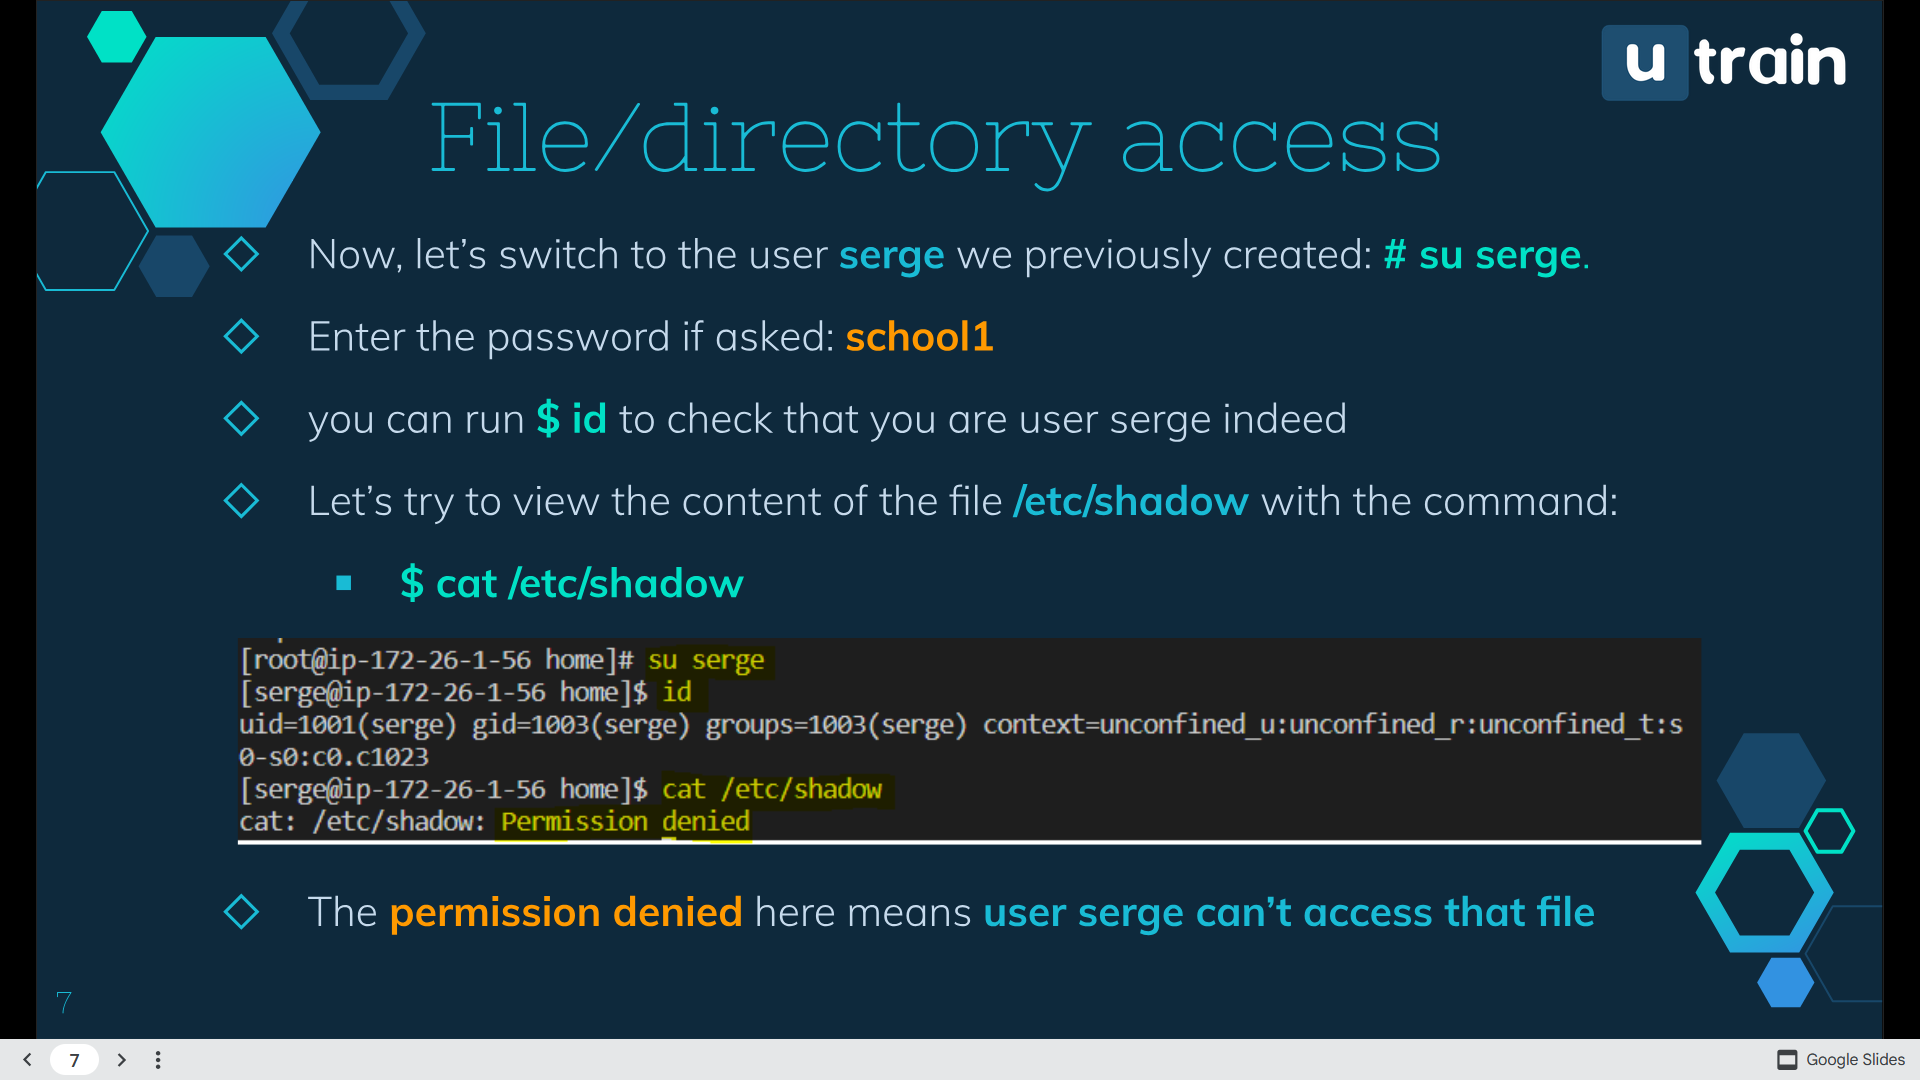 u train
File/directory access
Now, let’s switch to the user serge we previously created: # su serge.
Enter the password if asked: school1
you can run $ id to check that you are user serge indeed
Let’s try to view the content of the file /etc/shadow with the command:
$ cat /etc/shadow
[root@ip-172-26-1-56 home]# su serge
[serge@ip-172-26-1-56 home]$ id
uid=1001(serge) gid=1003(serge) groups=1003(serge) context=unconfined_u:unconfined_r:unconfined_t:s
0-s0:c0.c1023
[serge@ip-172-26-1-56 home]$ cat /etc/shadow
cat: /etc/shadow: Permission denied
The permission denied here means user serge can’t access that file
7
7
Google Slides